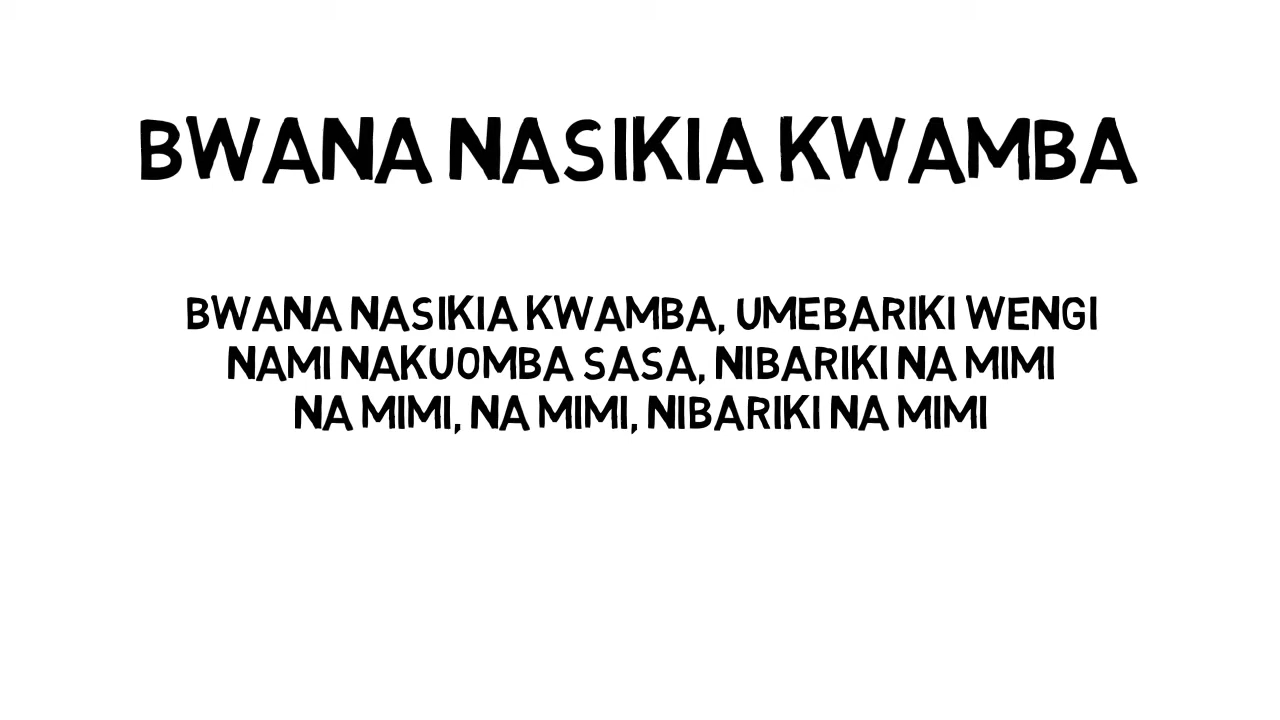 BWANA NASIKIA KWAMBA
BWANA NASIKIA KWAMBA, UMEBARIKI WENGI
NAMI NAKUOMBA SASA, NIBARIKI NA MIMI
NA MIMI, NA MIMI, NIBARIKI NA MIMI